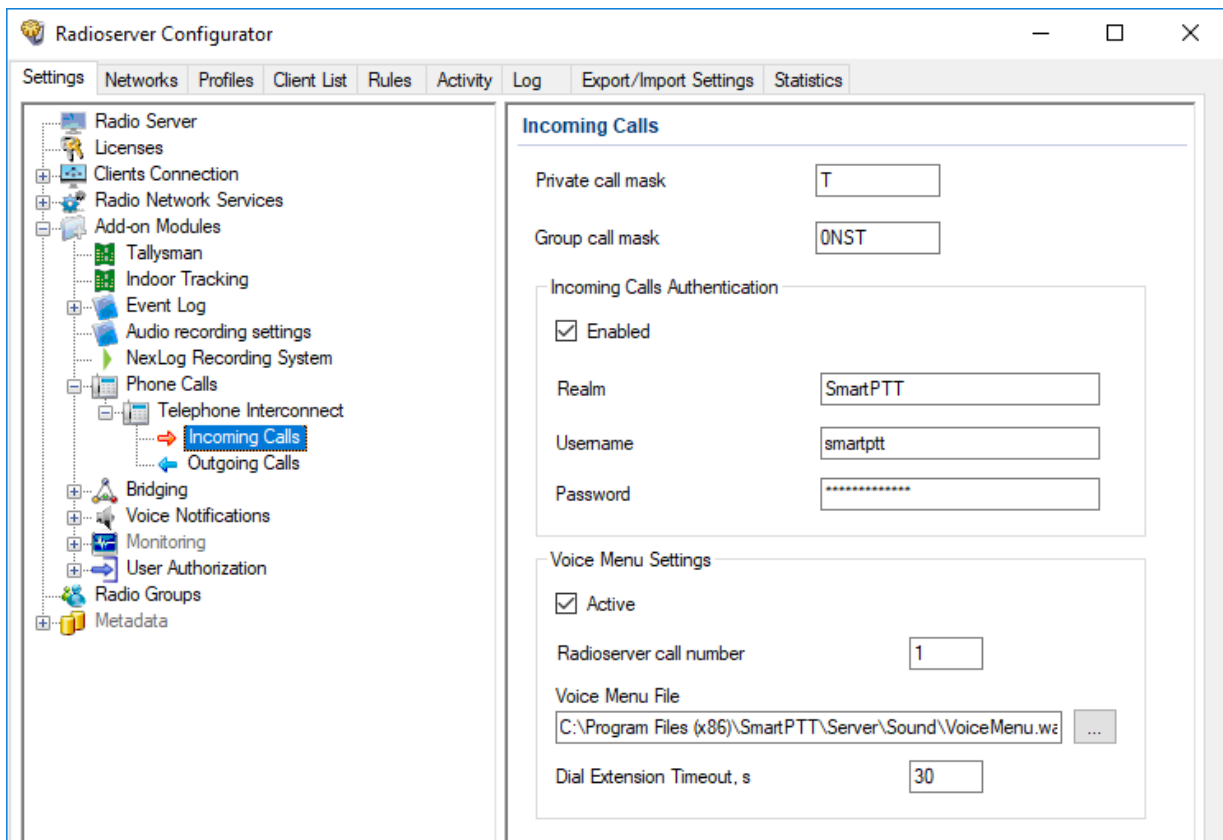 Radioserver Configurator
Settings Networks Profiles Client List Rules Activity Log Export/Import Settings Statistics
Radio Server
Licenses
Clients Connection
Radio Network Services
Add-on Modules
Tallysman
Indoor Tracking
Event Log
Audio recording settings
NexLog Recording System
Phone Calls
Telephone Interconnect
Incoming Calls
Outgoing Calls
Bridging
Voice Notifications
Monitoring
User Authorization
Radio Groups
Metadata
Incoming Calls
Private call mask T
Group call mask 0NST
Incoming Calls Authentication
Enabled
Realm SmartPTT
Username smartptt
Password *************
Voice Menu Settings
Active
Radioserver call number 1
Voice Menu File
C:\Program Files (x86)\SmartPTT\Server\Sound\VoiceMenu.wa ...
Dial Extension Timeout, s 30